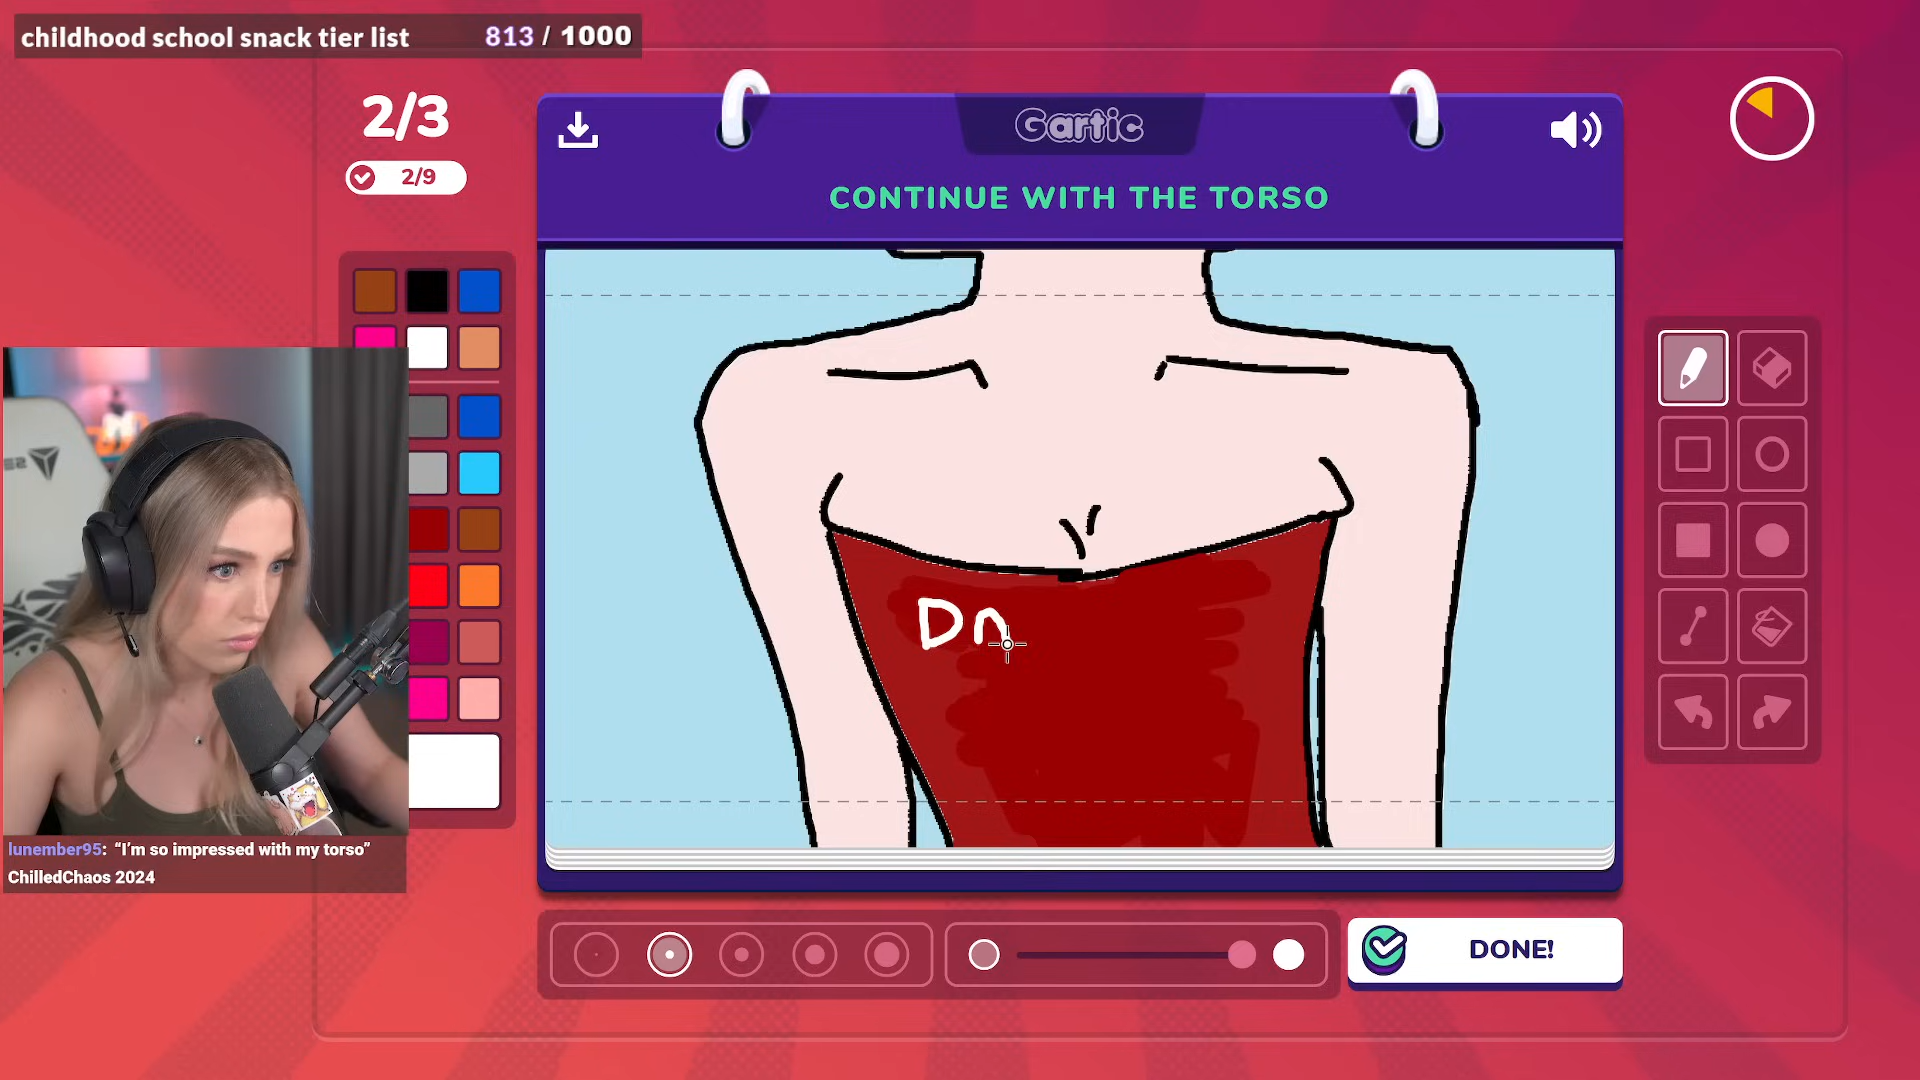 childhood school snack tier list 813 / 1000
2/3
2/9
Gartic
CONTINUE WITH THE TORSO
Dn
lunember95: “I’m so impressed with my torso”
ChilledChaos 2024
DONE!